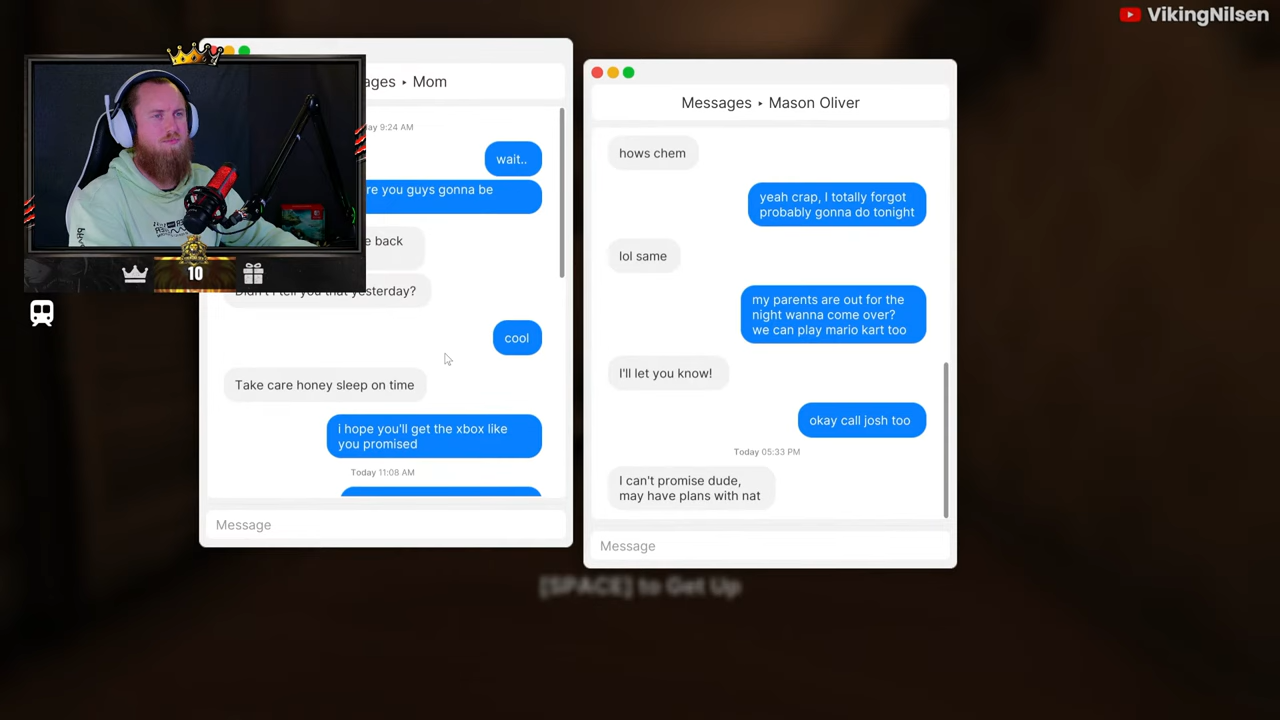 VikingNilsen
ages ▸ Mom
ay 9:24 AM
wait..
re you guys gonna be
e back
Didn't I tell you that yesterday?
cool
Take care honey sleep on time
i hope you'll get the xbox like
you promised
Today 11:08 AM
Message
10
Messages ▸ Mason Oliver
hows chem
yeah crap, I totally forgot
probably gonna do tonight
lol same
my parents are out for the
night wanna come over?
we can play mario kart too
I'll let you know!
okay call josh too
Today 05:33 PM
I can't promise dude,
may have plans with nat
Message
[SPACE] to Get Up